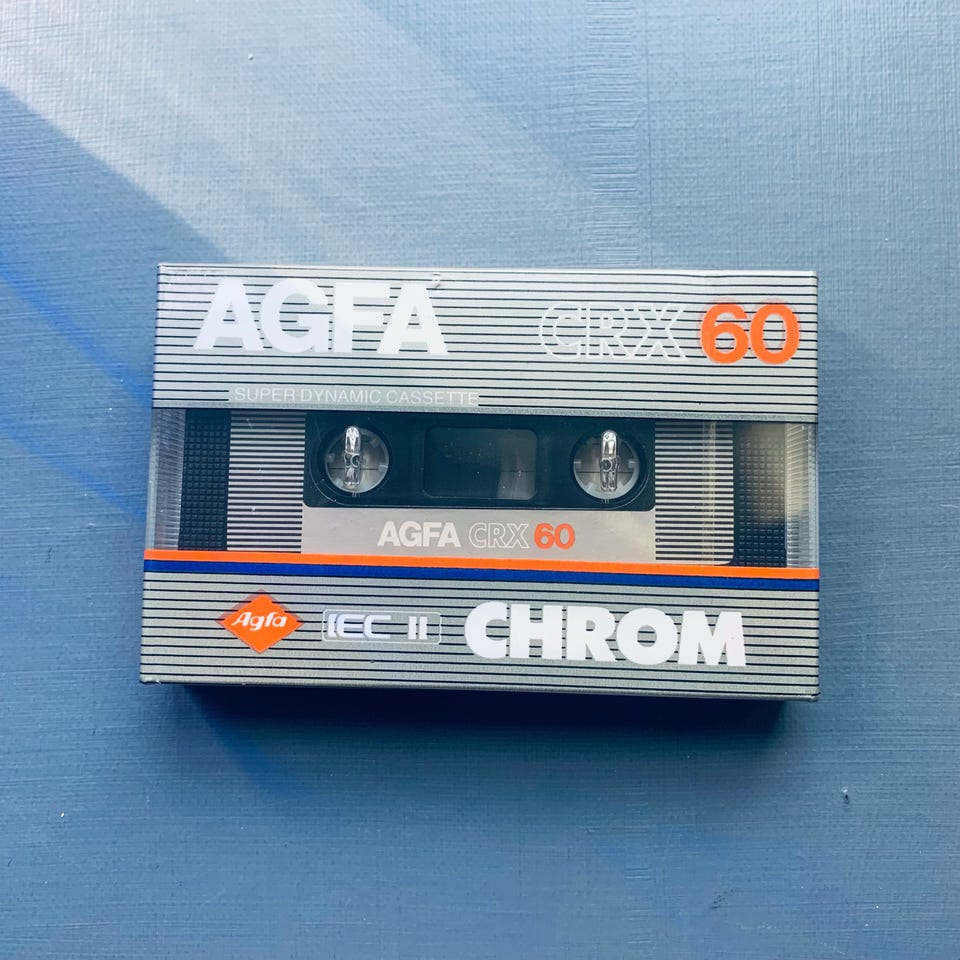 AGFA CRX 60
SUPER DYNAMIC CASSETTE
AGFA CRX 60
Agfa IEC II CHROM